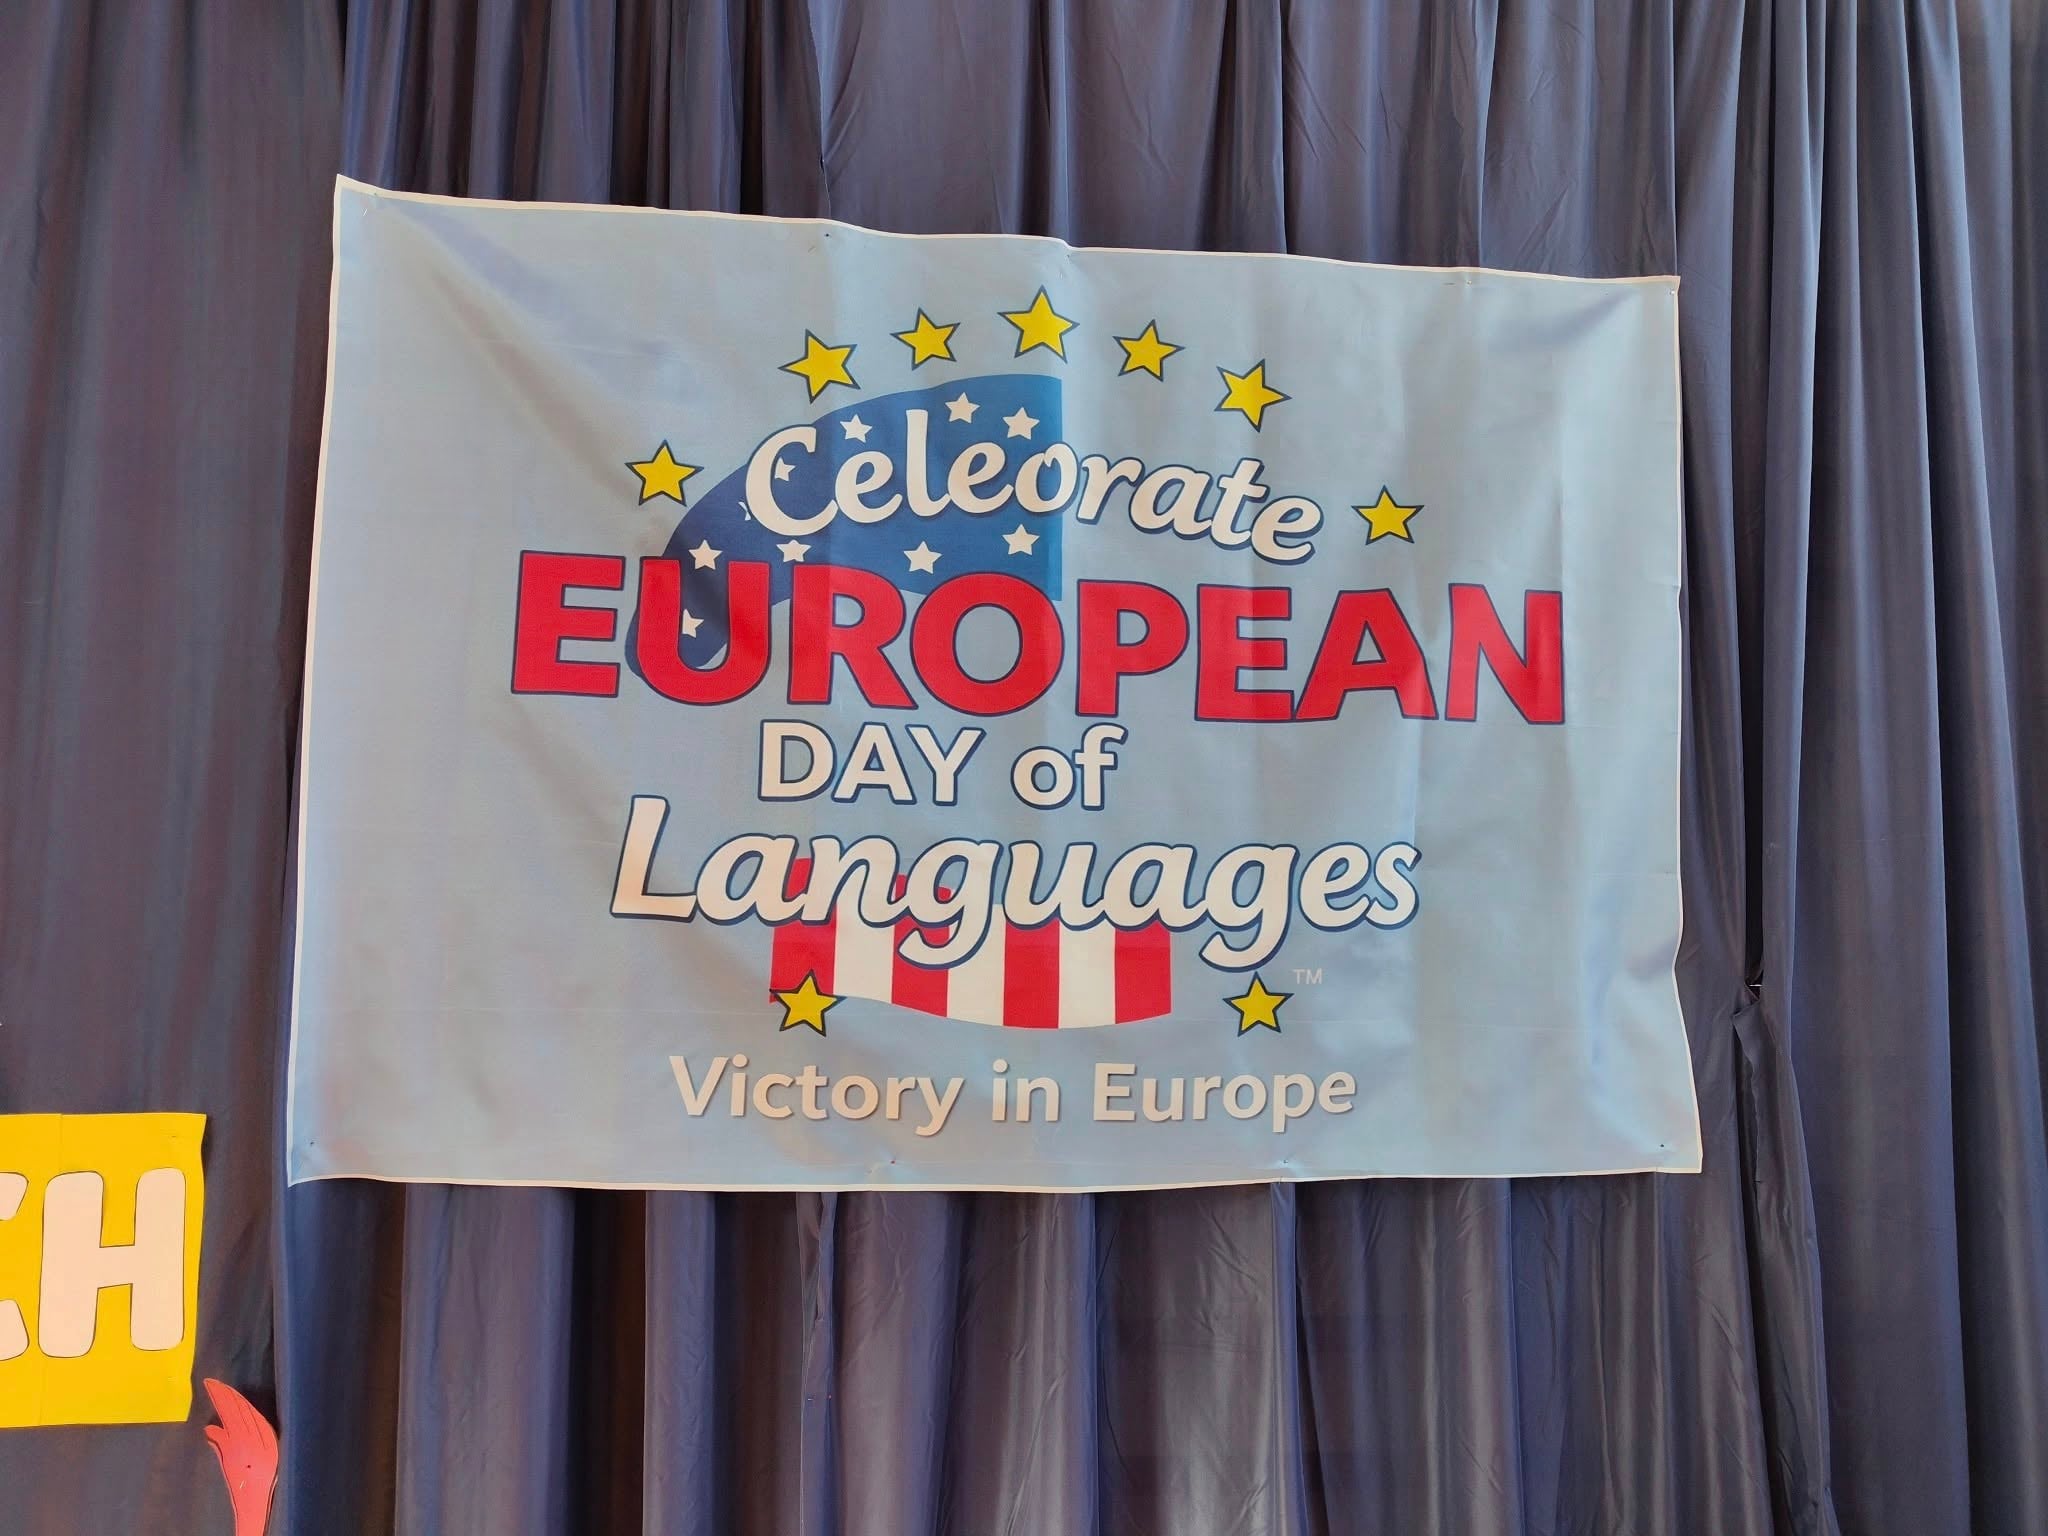 Celeorate
EUROPEAN
DAY of
Languages
TM
Victory in Europe
CH